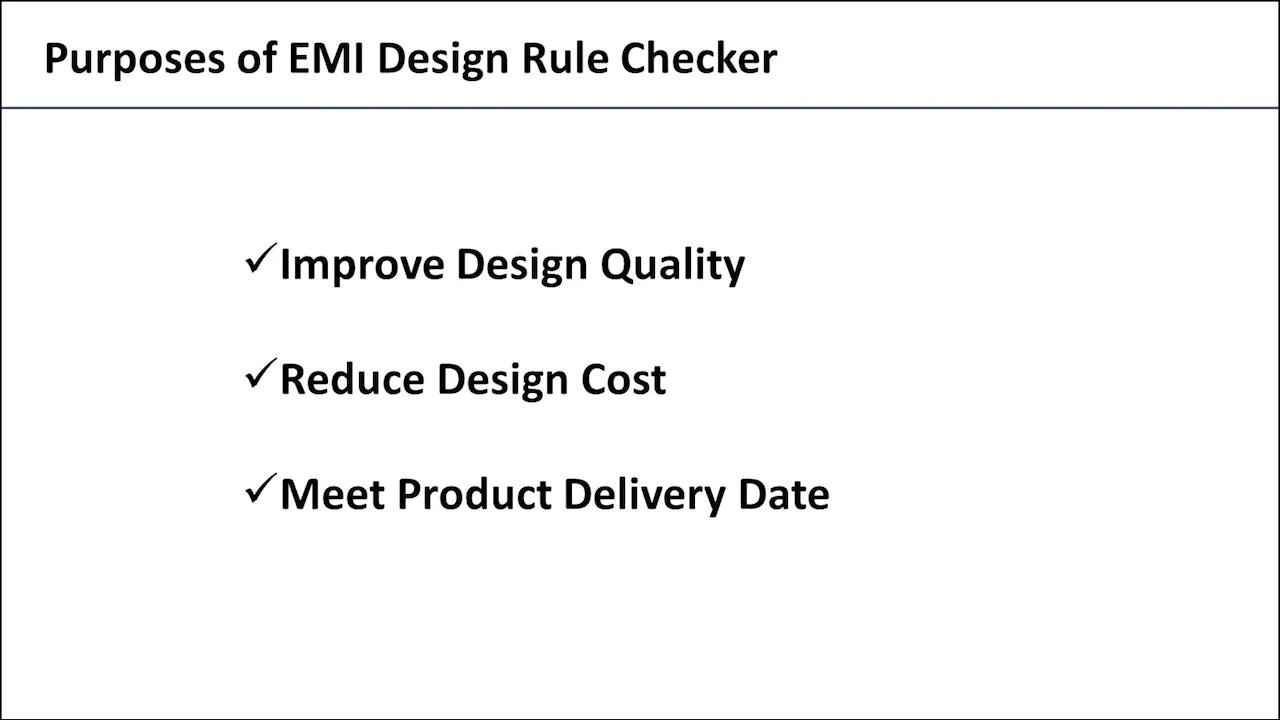 Purposes of EMI Design Rule Checker
✓Improve Design Quality
✓Reduce Design Cost
✓Meet Product Delivery Date